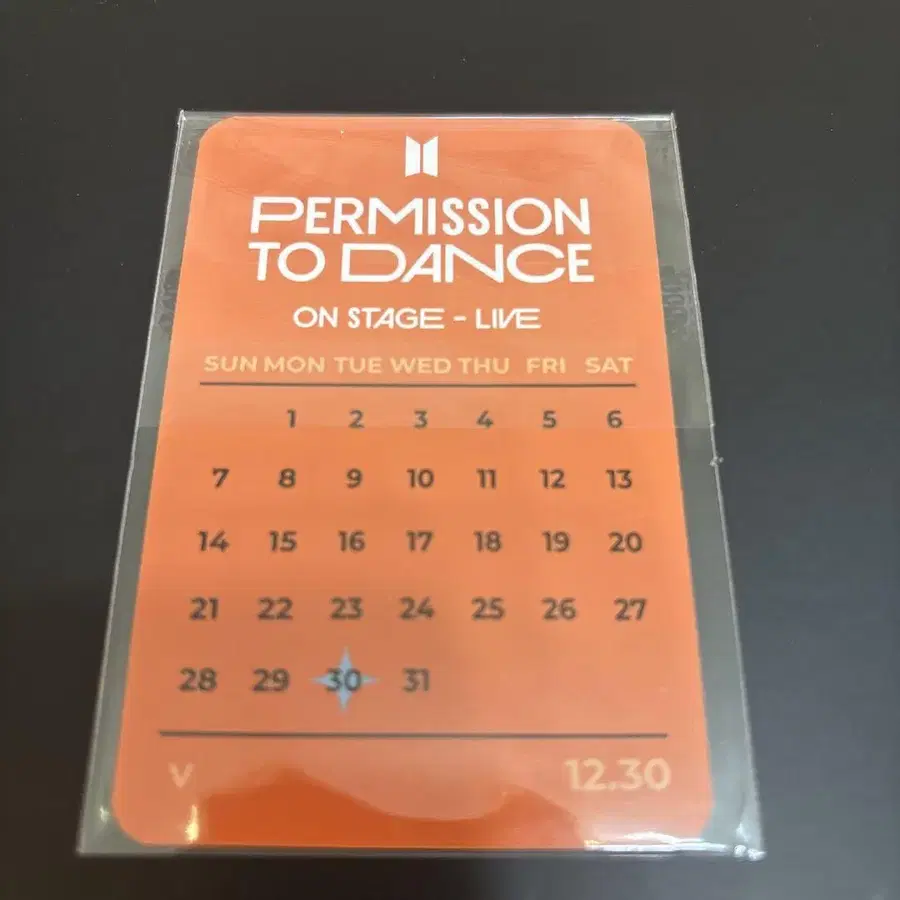 PERMISSION
TO DANCE
ON STAGE - LIVE
SUN MON TUE WED THU FRI SAT
1 2 3 4 5 6
7 8 9 10 11 12 13
14 15 16 17 18 19 20
21 22 23 24 25 26 27
28 29 30 31
V 12.30